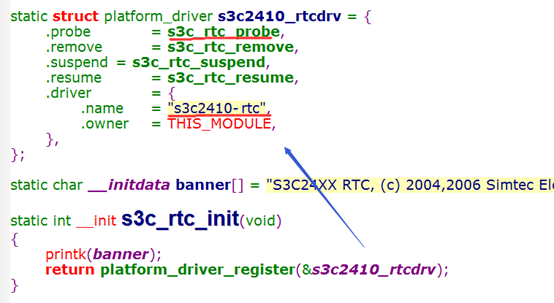 static struct platform_driver s3c2410_rtcdrv = {
.probe = s3c_rtc_probe,
.remove = s3c_rtc_remove,
.suspend = s3c_rtc_suspend,
.resume = s3c_rtc_resume,
.driver = {
.name = "s3c2410-rtc",
.owner = THIS_MODULE,
},
};
static char __initdata banner[] = "S3C24XX RTC, (c) 2004,2006 Simtec Ele
static int __init s3c_rtc_init(void)
{
printk(banner);
return platform_driver_register(&s3c2410_rtcdrv);
}